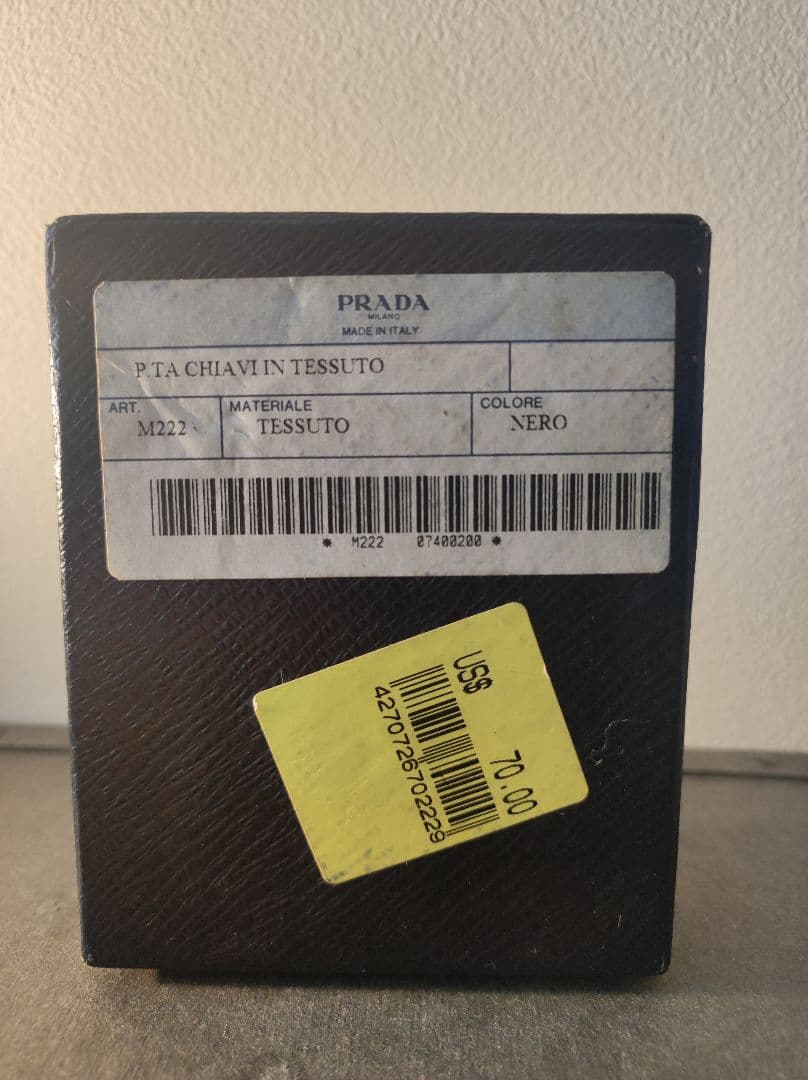 PRADA
MILANO
MADE IN ITALY
P.TA CHIAVI IN TESSUTO
ART.
M222
MATERIALE
TESSUTO
COLORE
NERO
* M222 07400200 *
US$ 70.00
4270726702229